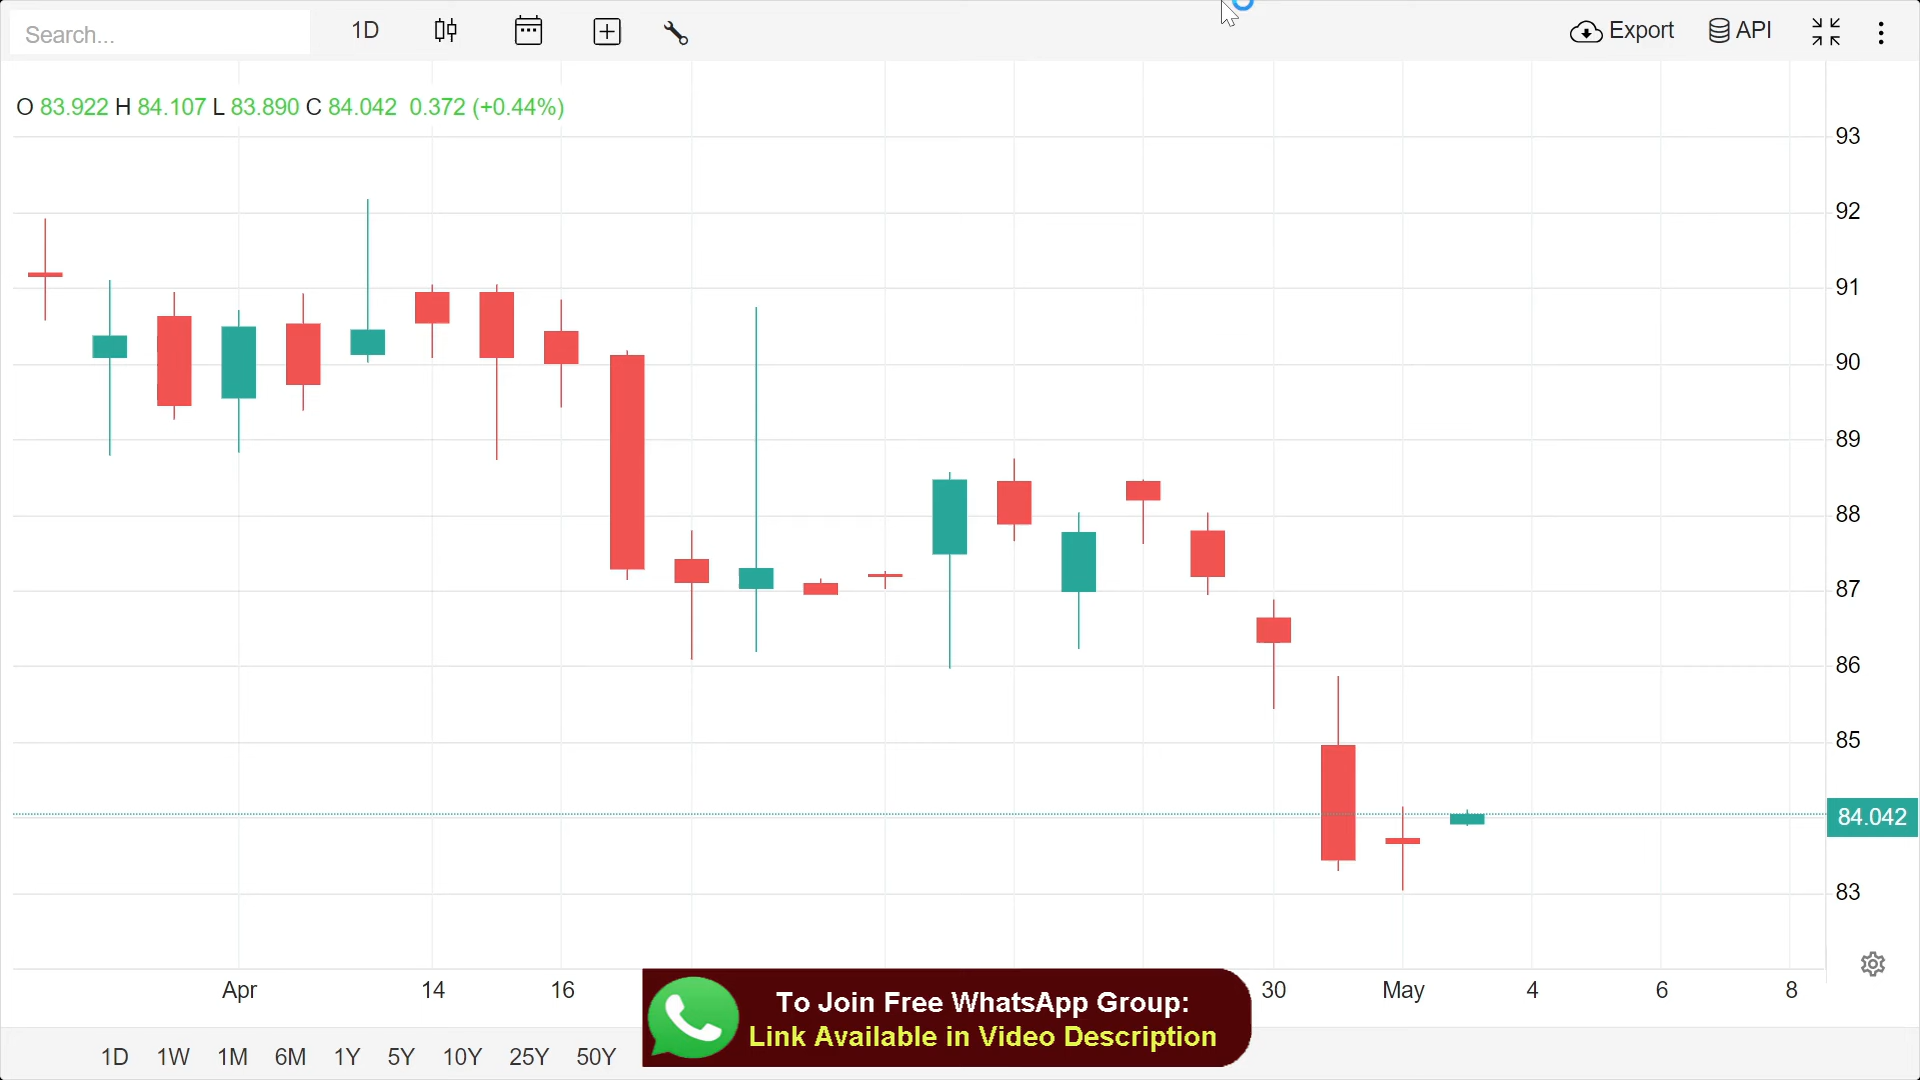 Search... 1D Export API
O 83.922 H 84.107 L 83.890 C 84.042 0.372 (+0.44%)
93
92
91
90
89
88
87
86
85
84.042
83
Apr 14 16 30 May 4 6 8
To Join Free WhatsApp Group:
Link Available in Video Description
1D 1W 1M 6M 1Y 5Y 10Y 25Y 50Y